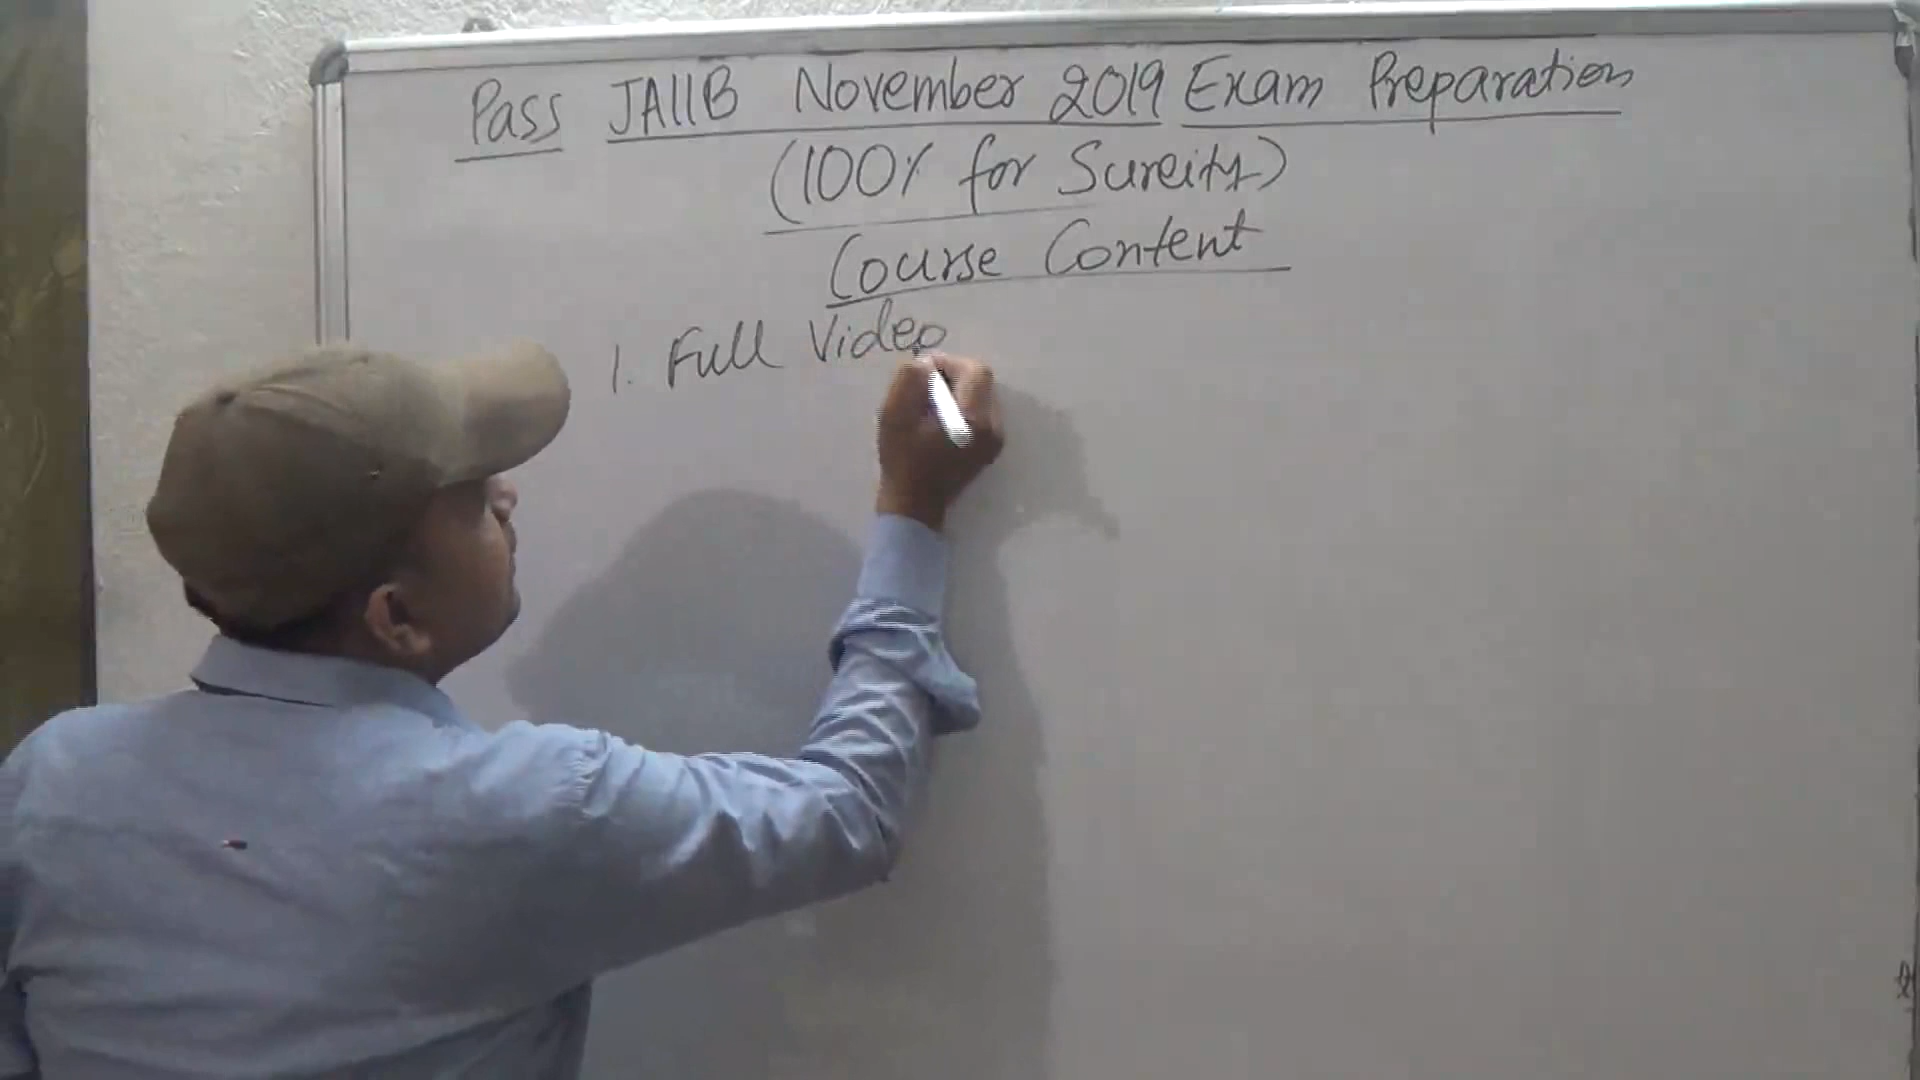 Pass JAIIB November 2019 Exam Preparation
(100% for Sureity)
Course Content
1. Full Video